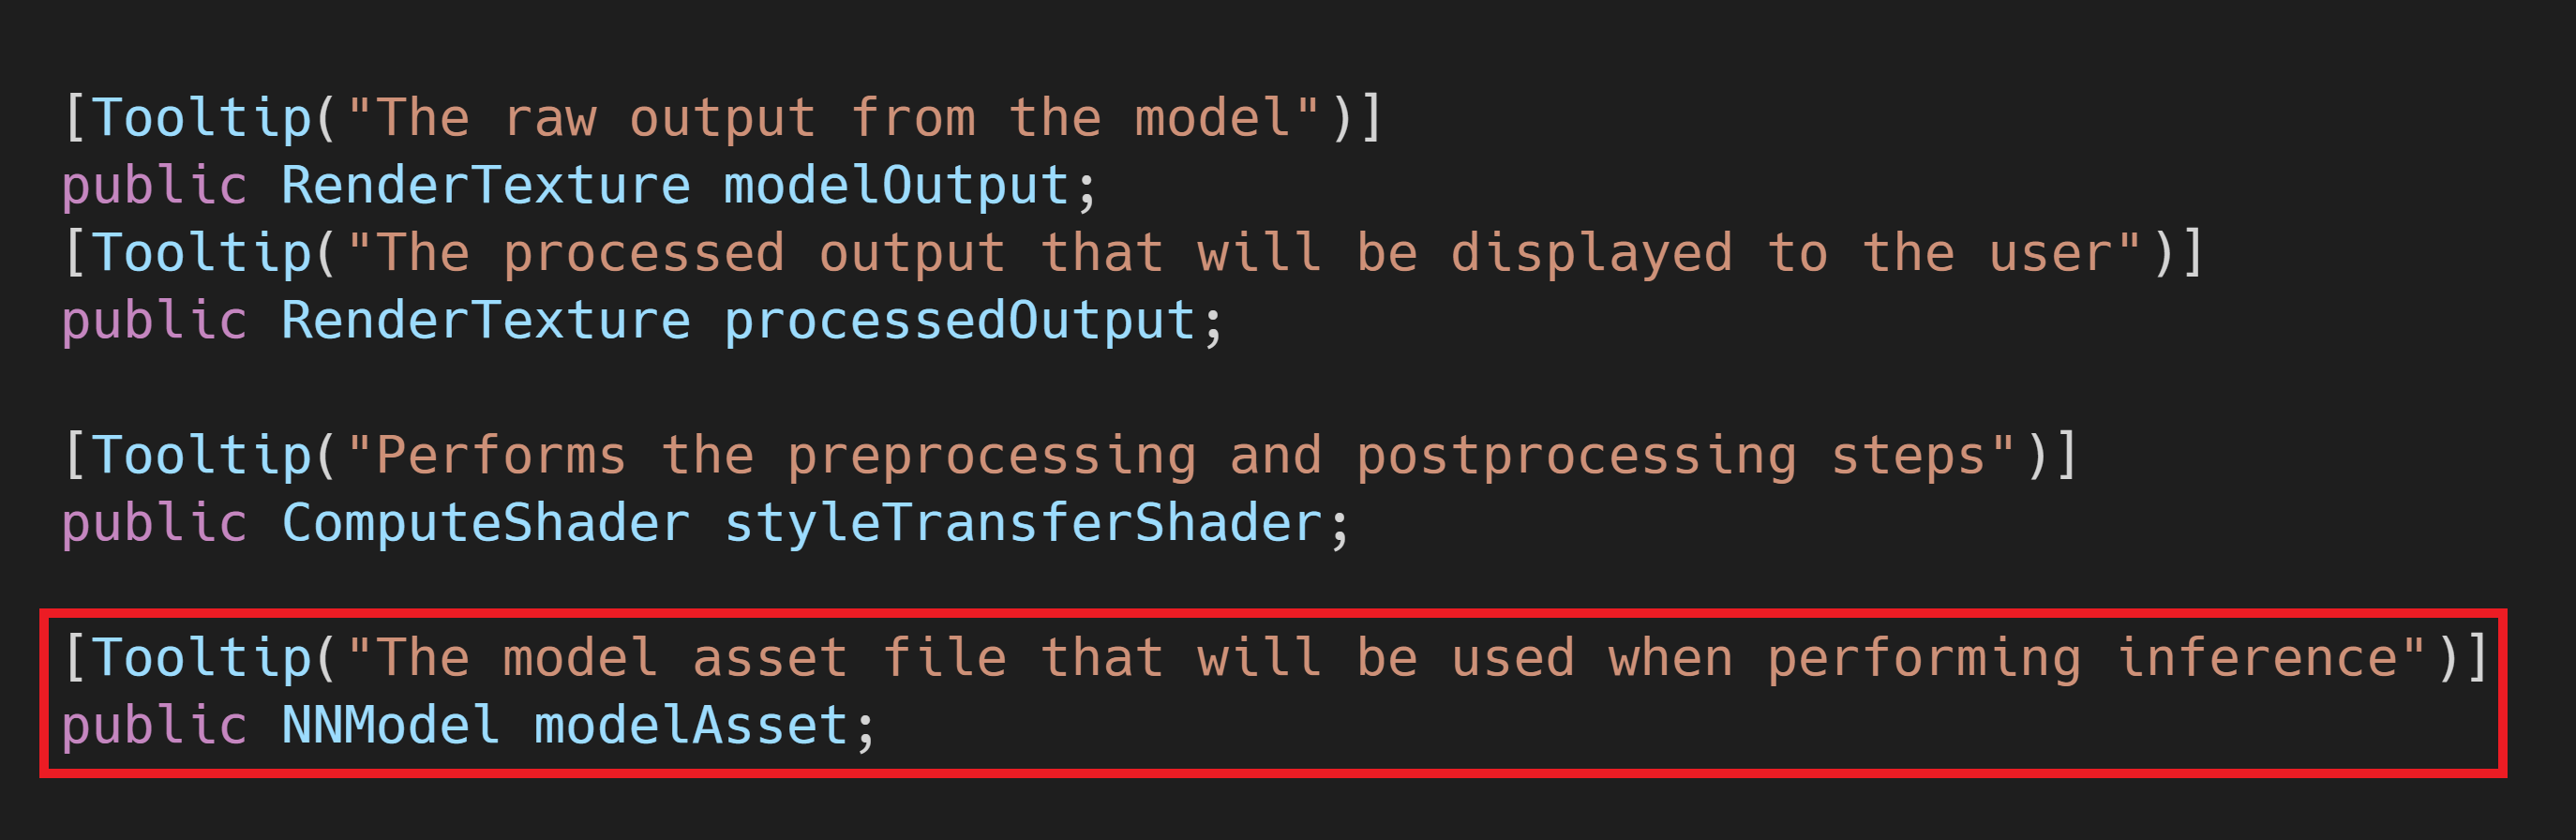 [Tooltip("The raw output from the model")]
public RenderTexture modelOutput;
[Tooltip("The processed output that will be displayed to the user")]
public RenderTexture processedOutput;
[Tooltip("Performs the preprocessing and postprocessing steps")]
public ComputeShader styleTransferShader;
[Tooltip("The model asset file that will be used when performing inference")]
public NNModel modelAsset;